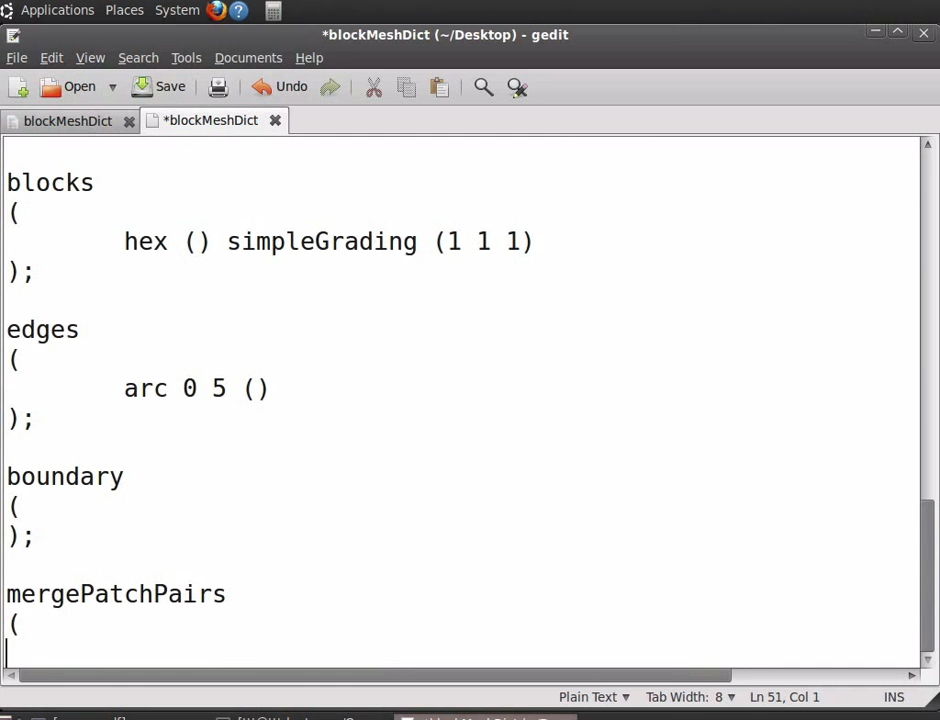 Applications Places System
*blockMeshDict (~/Desktop) - gedit
File Edit View Search Tools Documents Help
Open Save Undo
blockMeshDict *blockMeshDict
blocks
(
hex () simpleGrading (1 1 1)
);
edges
(
arc 0 5 ()
);
boundary
(
);
mergePatchPairs
(
Plain Text Tab Width: 8 Ln 51, Col 1 INS